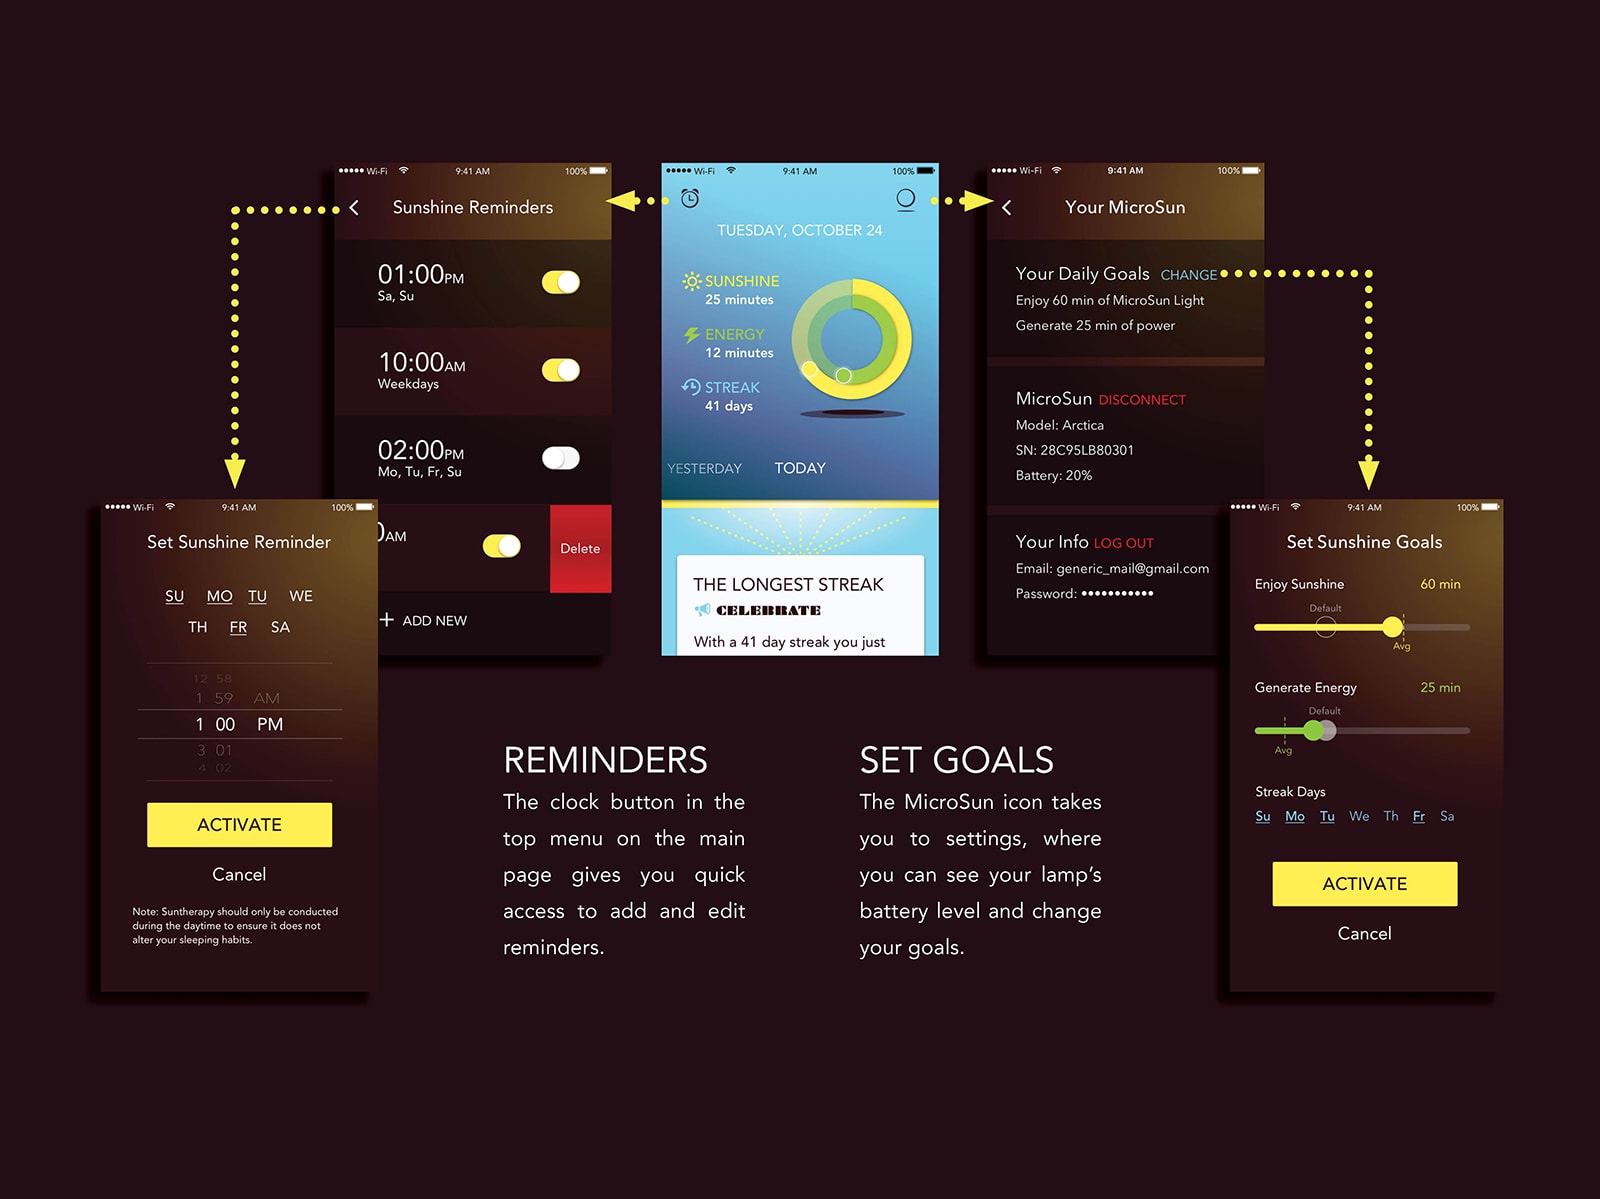 Wi-Fi 9:41 AM 100%
Sunshine Reminders
01:00PM
Sa, Su
10:00AM
Weekdays
02:00PM
Mo, Tu, Fr, Su
0AM
Delete
+ ADD NEW
Wi-Fi 9:41 AM 100%
TUESDAY, OCTOBER 24
SUNSHINE
25 minutes
ENERGY
12 minutes
STREAK
41 days
YESTERDAY TODAY
THE LONGEST STREAK
CELEBRATE
With a 41 day streak you just
Wi-Fi 9:41 AM 100%
Your MicroSun
Your Daily Goals CHANGE
Enjoy 60 min of MicroSun Light
Generate 25 min of power
MicroSun DISCONNECT
Model: Arctica
SN: 28C95LB80301
Battery: 20%
Your Info LOG OUT
Email: generic_mail@gmail.com
Password: •••••••••••
Wi-Fi 9:41 AM 100%
Set Sunshine Reminder
SU MO TU WE
TH FR SA
12 58
1 59 AM
1 00 PM
3 01
4 02
ACTIVATE
Cancel
Note: Suntherapy should only be conducted
during the daytime to ensure it does not
alter your sleeping habits.
REMINDERS
The clock button in the
top menu on the main
page gives you quick
access to add and edit
reminders.
SET GOALS
The MicroSun icon takes
you to settings, where
you can see your lamp's
battery level and change
your goals.
Wi-Fi 9:41 AM 100%
Set Sunshine Goals
Enjoy Sunshine 60 min
Default
Avg
Generate Energy 25 min
Default
Avg
Streak Days
Su Mo Tu We Th Fr Sa
ACTIVATE
Cancel